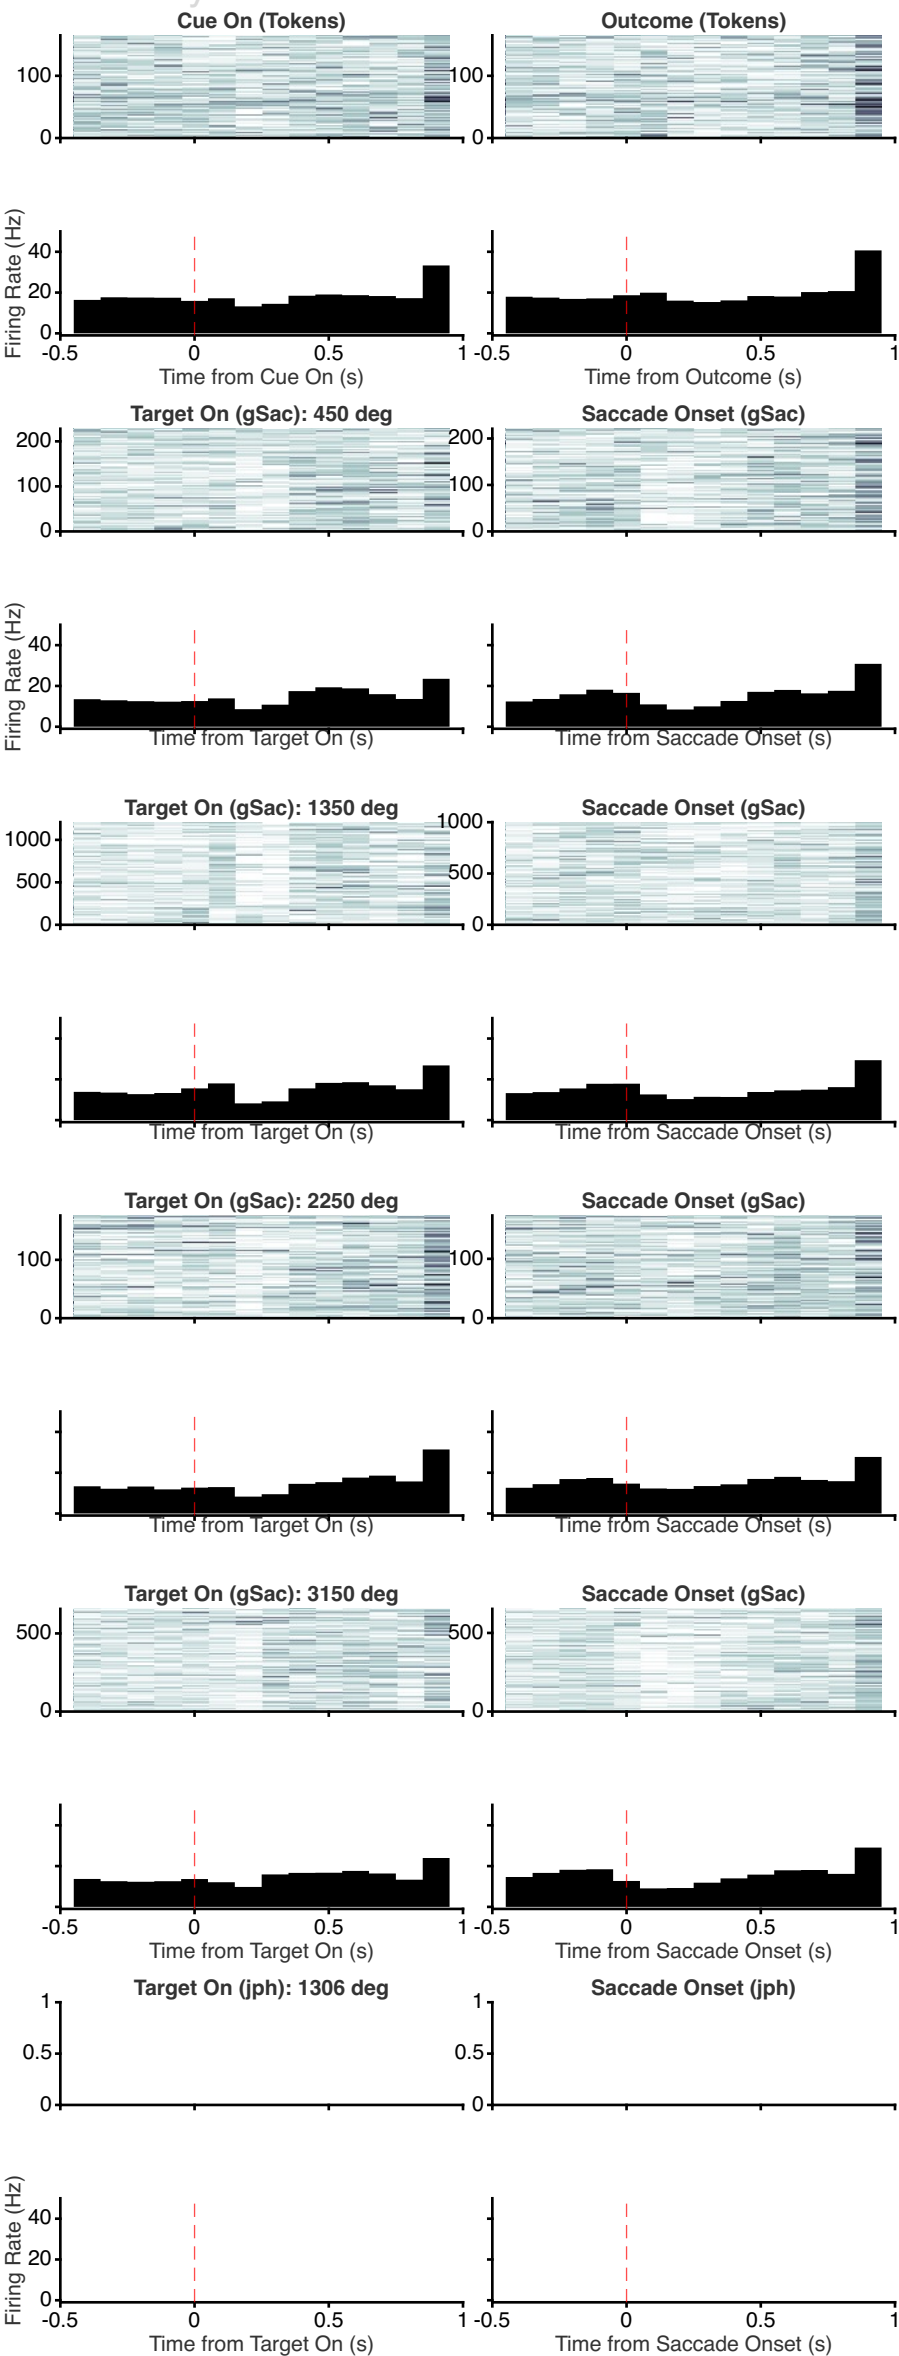 Cue On (Tokens) Outcome (Tokens)
100 100
0 0
Firing Rate (Hz)
40
20
0
-0.5 0 0.5 1 -0.5 0 0.5 1
Time from Cue On (s) Time from Outcome (s)
Target On (gSac): 450 deg Saccade Onset (gSac)
200 200
100 100
0 0
Firing Rate (Hz)
40
20
0
Time from Target On (s) Time from Saccade Onset (s)
Target On (gSac): 1350 deg Saccade Onset (gSac)
1000 1000
500 500
0 0
Time from Target On (s) Time from Saccade Onset (s)
Target On (gSac): 2250 deg Saccade Onset (gSac)
100 100
0 0
Time from Target On (s) Time from Saccade Onset (s)
Target On (gSac): 3150 deg Saccade Onset (gSac)
500 500
0 0
-0.5 0 0.5 1 -0.5 0 0.5 1
Time from Target On (s) Time from Saccade Onset (s)
Target On (jph): 1306 deg Saccade Onset (jph)
1 1
0.5 0.5
0 0
Firing Rate (Hz)
40
20
0
-0.5 0 0.5 1 -0.5 0 0.5 1
Time from Target On (s) Time from Saccade Onset (s)